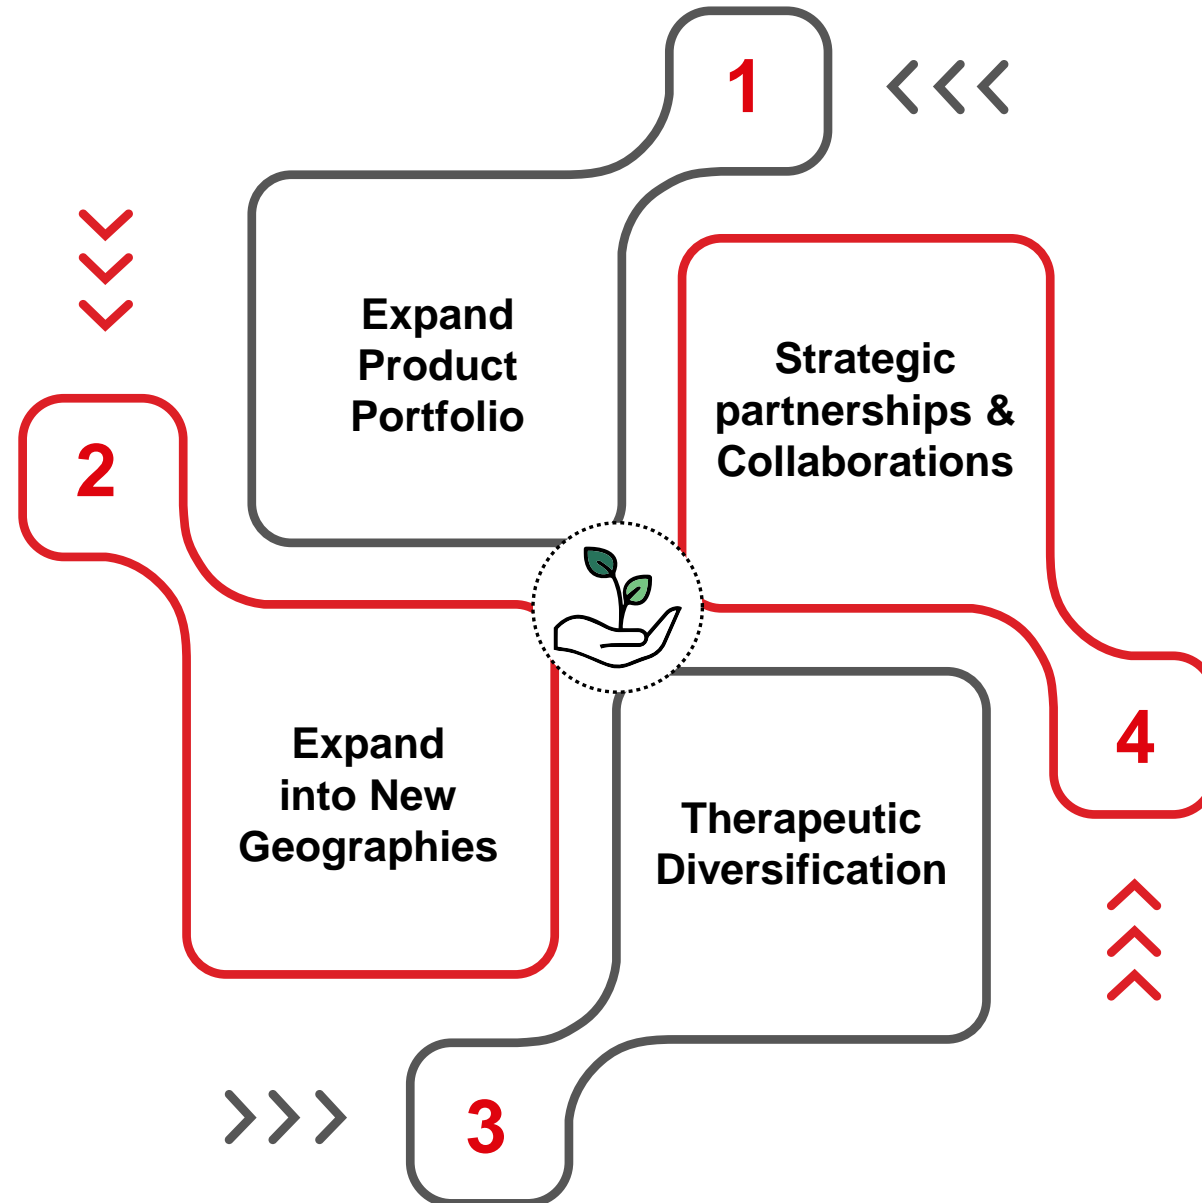 1
Expand
Product
Portfolio
2
Expand
into New
Geographies
3
Therapeutic
Diversification
4
Strategic
partnerships &
Collaborations